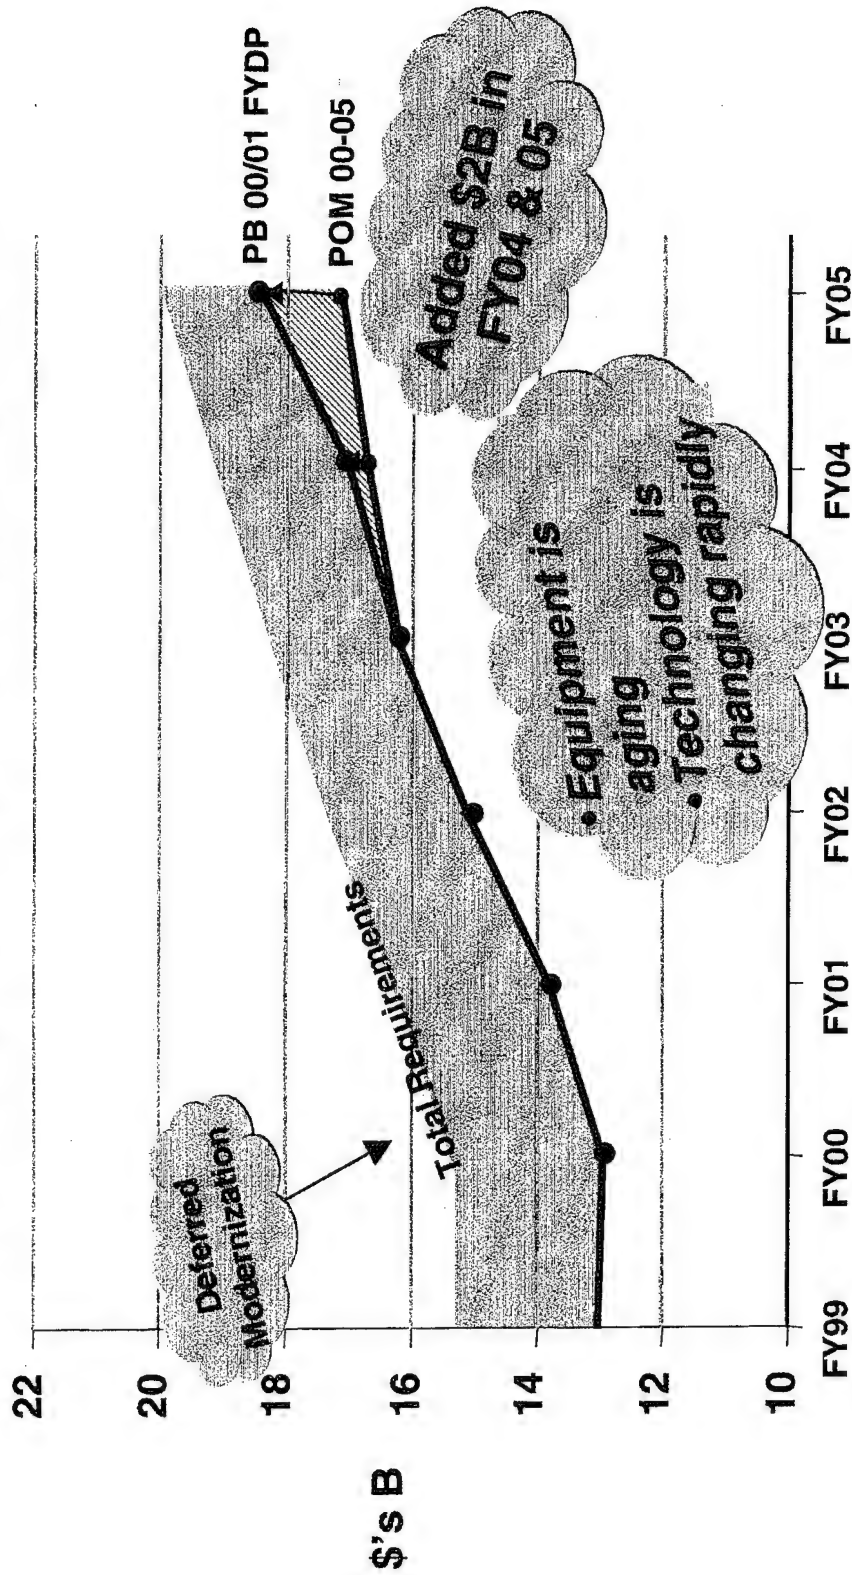 22
20
18
16
14
12
10
$'s B
Deferred
Modernization
Total Requirements
PB 00/01 FYDP
POM 00-05
Added $2B in
FY04 & 05
• Equipment is
aging
• Technology is
changing rapidly
FY99
FY00
FY01
FY02
FY03
FY04
FY05